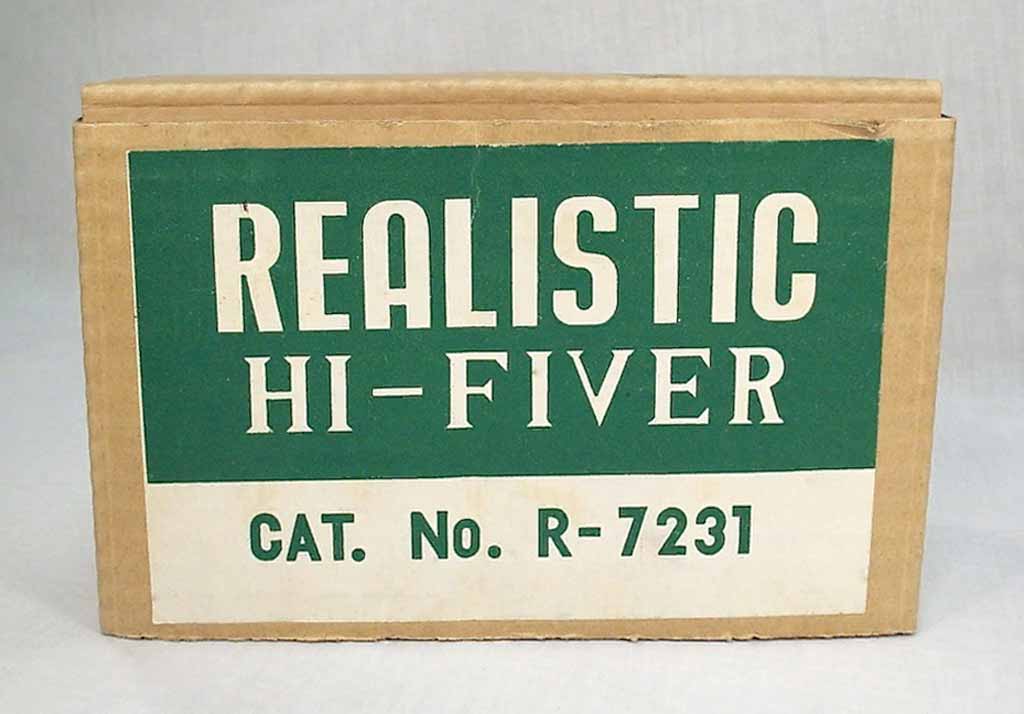 REALISTIC
HI-FIVER
CAT. No. R-7231